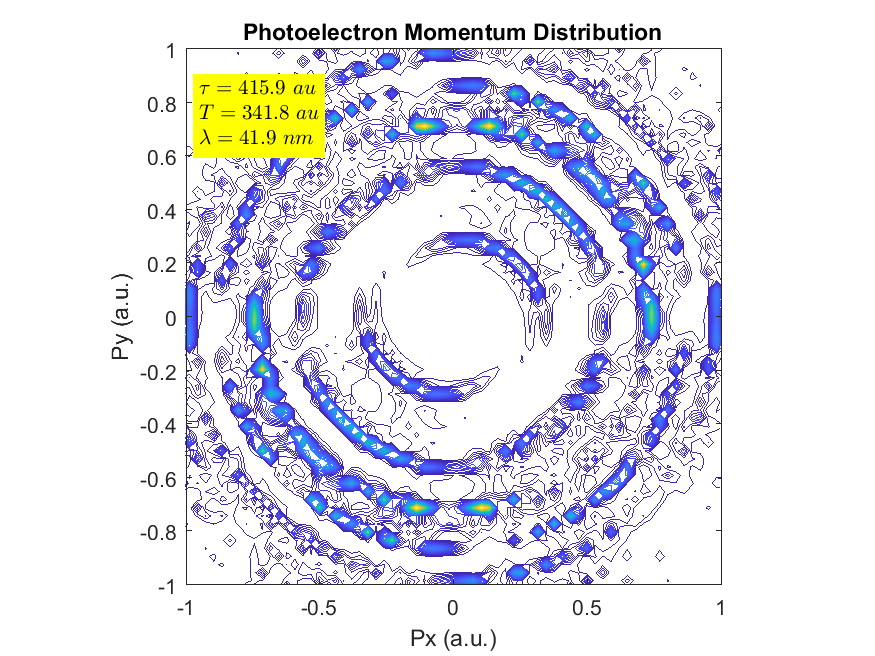 Photoelectron Momentum Distribution
τ = 415.9 au
T = 341.8 au
λ = 41.9 nm
1
0.8
0.6
0.4
0.2
0
-0.2
-0.4
-0.6
-0.8
-1
Py (a.u.)
-1 -0.5 0 0.5 1
Px (a.u.)